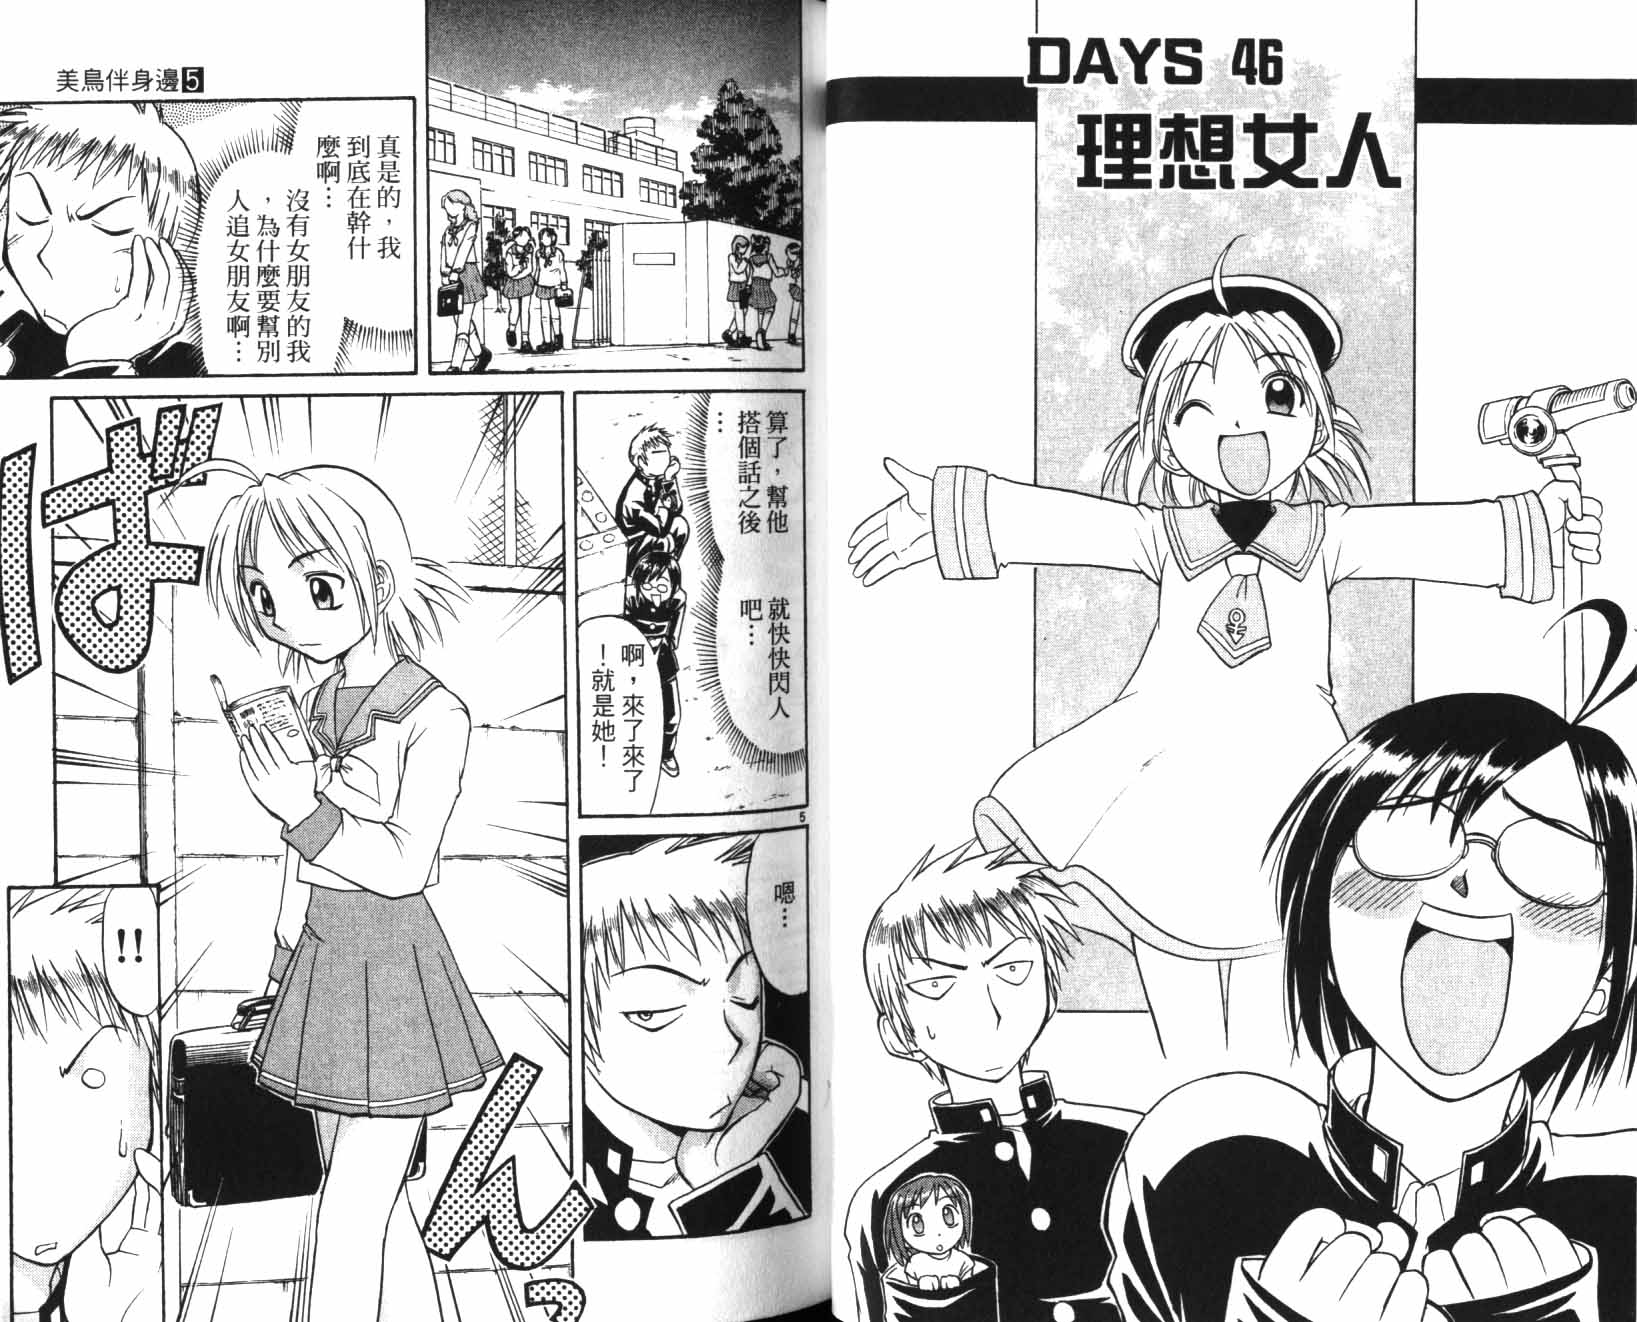 DAYS 46
理想女人
美鳥伴身邊5
真是的，我
到底在幹什
麼啊…
沒有女朋友的我
，為什麼要幫別
人追女朋友啊…
算了，幫他
搭個話之後
…
就快快閃人
吧…
啊，來了來了
！就是她！
5
嗯…
ばんっ
!!